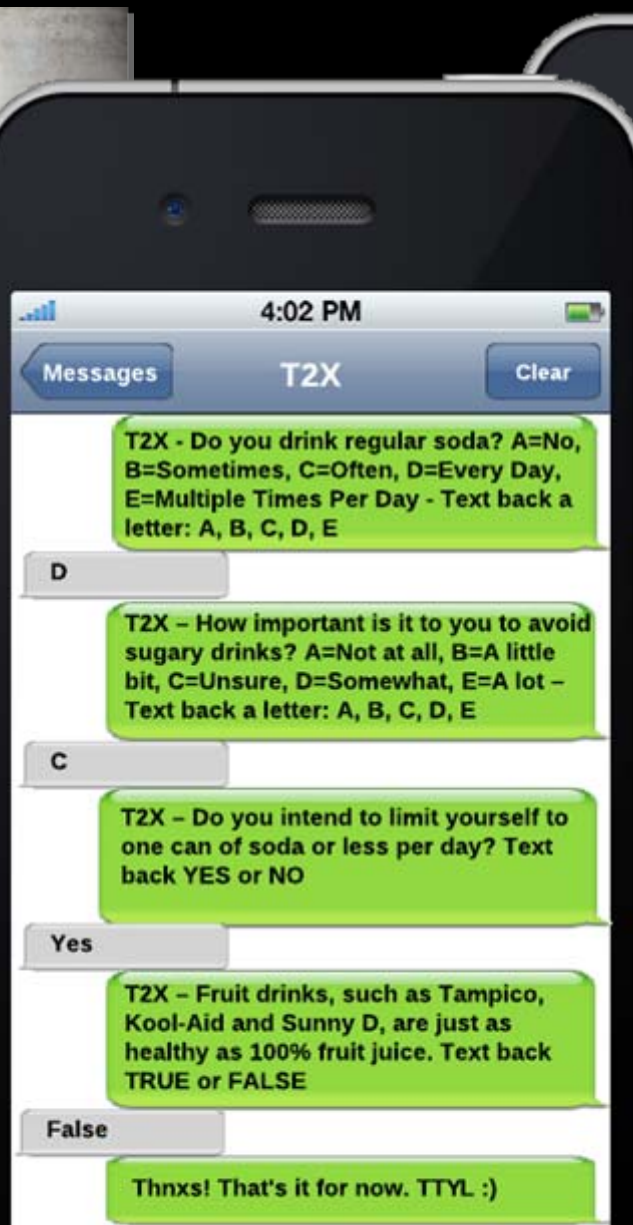 4:02 PM
Messages
T2X
Clear
T2X - Do you drink regular soda? A=No,
B=Sometimes, C=Often, D=Every Day,
E=Multiple Times Per Day - Text back a
letter: A, B, C, D, E
D
T2X – How important is it to you to avoid
sugary drinks? A=Not at all, B=A little
bit, C=Unsure, D=Somewhat, E=A lot –
Text back a letter: A, B, C, D, E
C
T2X – Do you intend to limit yourself to
one can of soda or less per day? Text
back YES or NO
Yes
T2X – Fruit drinks, such as Tampico,
Kool-Aid and Sunny D, are just as
healthy as 100% fruit juice. Text back
TRUE or FALSE
False
Thnxs! That's it for now. TTYL :)